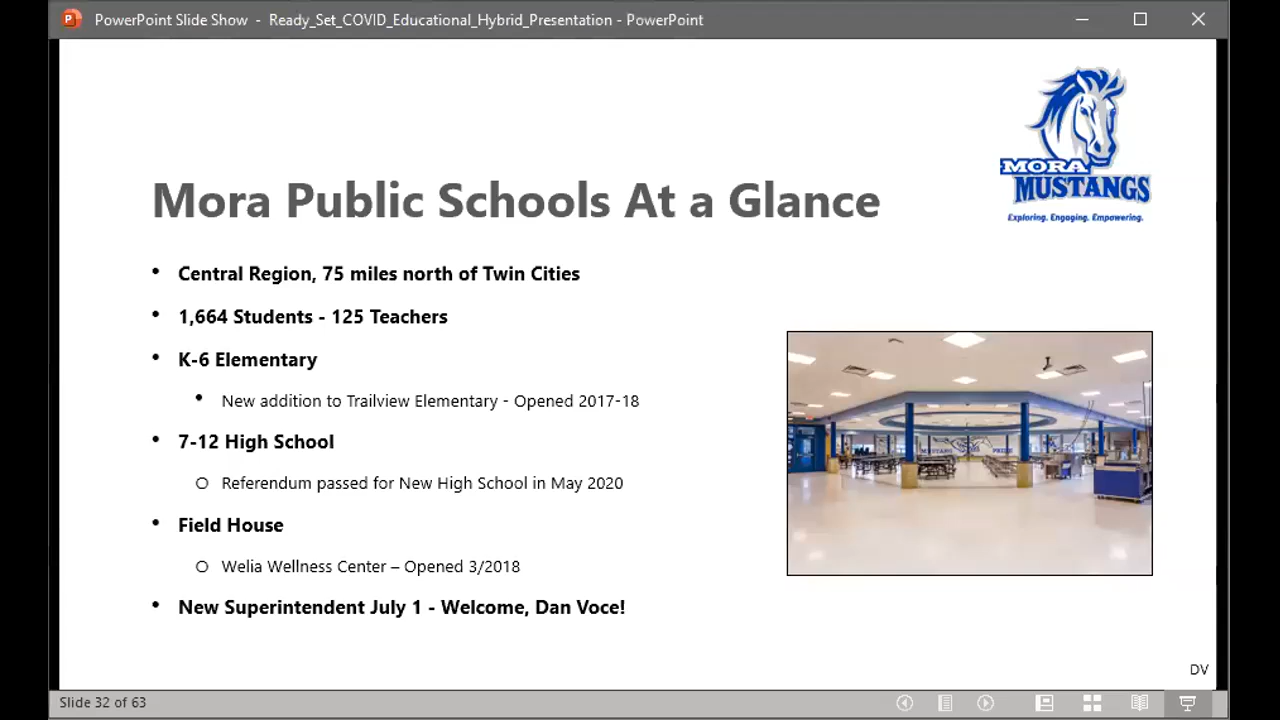 PowerPoint Slide Show - Ready_Set_COVID_Educational_Hybrid_Presentation - PowerPoint
MORA
MUSTANGS
Exploring. Engaging. Empowering.
Mora Public Schools At a Glance
• Central Region, 75 miles north of Twin Cities
• 1,664 Students - 125 Teachers
• K-6 Elementary
• New addition to Trailview Elementary - Opened 2017-18
• 7-12 High School
○ Referendum passed for New High School in May 2020
• Field House
○ Welia Wellness Center – Opened 3/2018
• New Superintendent July 1 - Welcome, Dan Voce!
MUSTANG PRIDE
DV
Slide 32 of 63